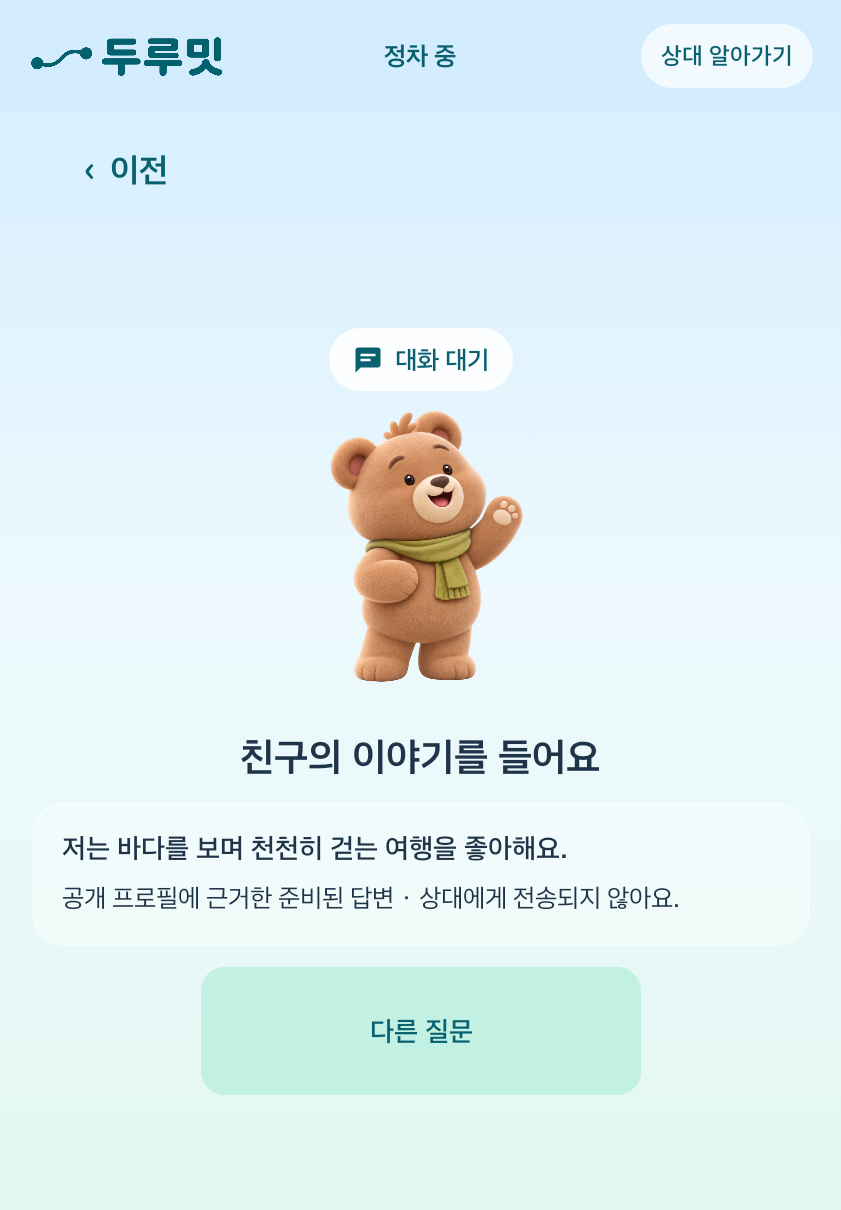 두루밋
정차 중
상대 알아가기
‹ 이전
대화 대기
친구의 이야기를 들어요
저는 바다를 보며 천천히 걷는 여행을 좋아해요.
공개 프로필에 근거한 준비된 답변 · 상대에게 전송되지 않아요.
다른 질문